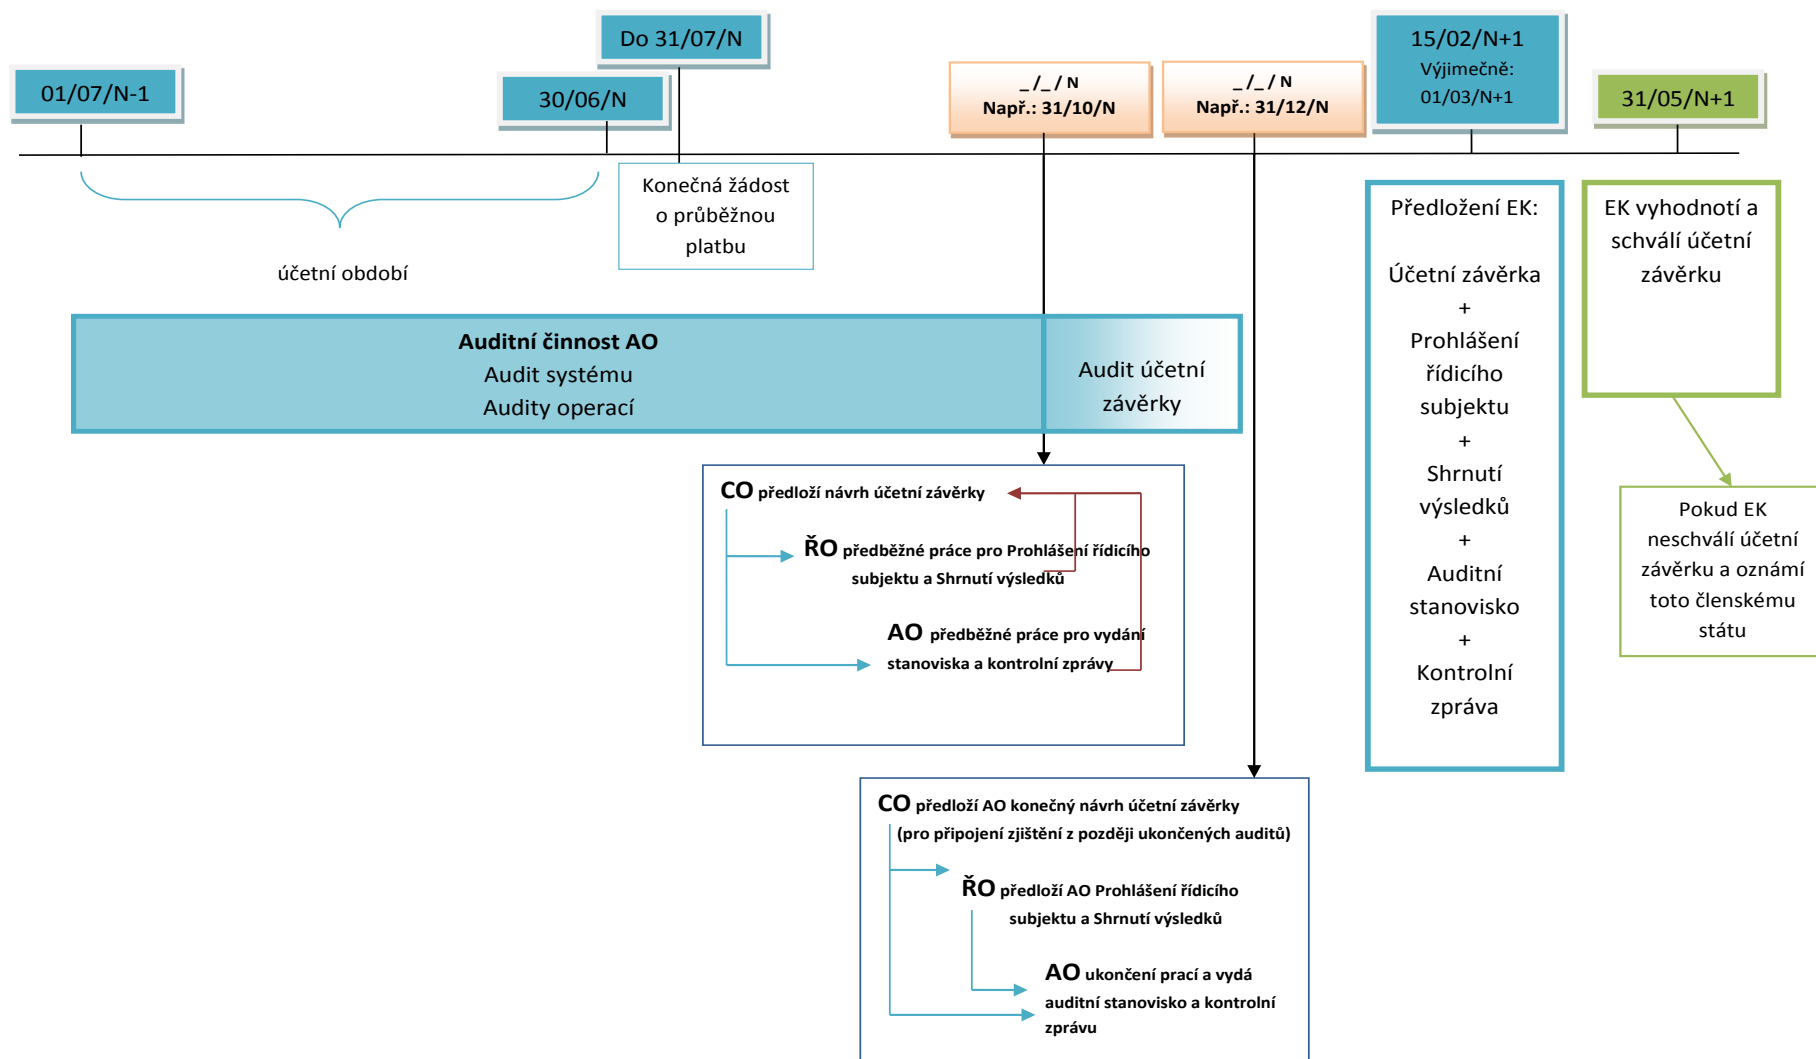 01/07/N-1
30/06/N
Do 31/07/N
_ /_ / N
Např.: 31/10/N
_ /_ / N
Např.: 31/12/N
15/02/N+1
Výjimečně:
01/03/N+1
31/05/N+1
účetní období
Konečná žádost
o průběžnou
platbu
Auditní činnost AO
Audit systému
Audity operací
Audit účetní
závěrky
CO předloží návrh účetní závěrky
ŘO předběžné práce pro Prohlášení řídicího
subjektu a Shrnutí výsledků
AO předběžné práce pro vydání
stanoviska a kontrolní zprávy
CO předloží AO konečný návrh účetní závěrky
(pro připojení zjištění z později ukončených auditů)
ŘO předloží AO Prohlášení řídicího
subjektu a Shrnutí výsledků
AO ukončení prací a vydá
auditní stanovisko a kontrolní
zprávu
Předložení EK:
Účetní závěrka
+
Prohlášení
řídicího
subjektu
+
Shrnutí
výsledků
+
Auditní
stanovisko
+
Kontrolní
zpráva
EK vyhodnotí a
schválí účetní
závěrku
Pokud EK
neschválí účetní
závěrku a oznámí
toto členskému
státu